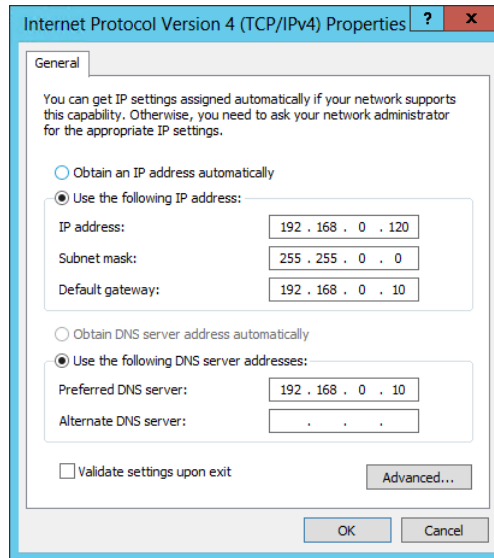 Internet Protocol Version 4 (TCP/IPv4) Properties ? x
General
You can get IP settings assigned automatically if your network supports
this capability. Otherwise, you need to ask your network administrator
for the appropriate IP settings.
Obtain an IP address automatically
Use the following IP address:
IP address: 192 . 168 . 0 . 120
Subnet mask: 255 . 255 . 0 . 0
Default gateway: 192 . 168 . 0 . 10
Obtain DNS server address automatically
Use the following DNS server addresses:
Preferred DNS server: 192 . 168 . 0 . 10
Alternate DNS server: . . .
Validate settings upon exit
Advanced...
OK Cancel